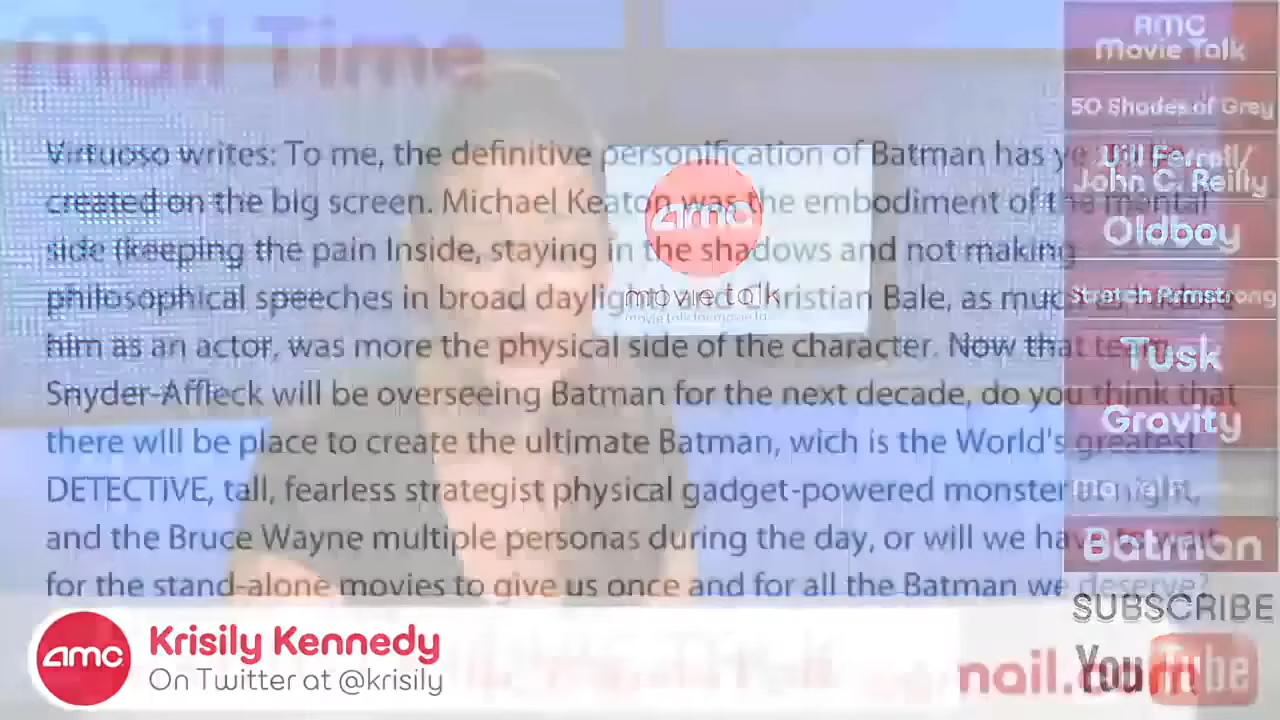 Mail Time
Virtuoso writes: To me, the definitive personification of Batman has
created on the big screen. Michael Keaton was the embodiment of the mental
side (keeping the pain Inside, staying in the shadows and not making
philosophical speeches in broad daylight) and Christian Bale, as
him as an actor, was more the physical side of the character. Now that team
Snyder-Affleck will be overseeing Batman for the next decade, do you think that
there will be place to create the ultimate Batman, wich is the World's greatest
DETECTIVE, tall, fearless strategist physical gadget-powered monster
and the Bruce Wayne multiple personas during the day, or will we have to wait
for the stand-alone movies to give us once and for all the Batman we deserve?
amc
movie talk
AMC
Movie Talk
50 Shades of Grey
Will Ferrell/
John C. Reilly
Oldboy
Stretch Armstrong
Tusk
Gravity
Batman
SUBSCRIBE
YouTube
amc
Krisily Kennedy
On Twitter at @krisily